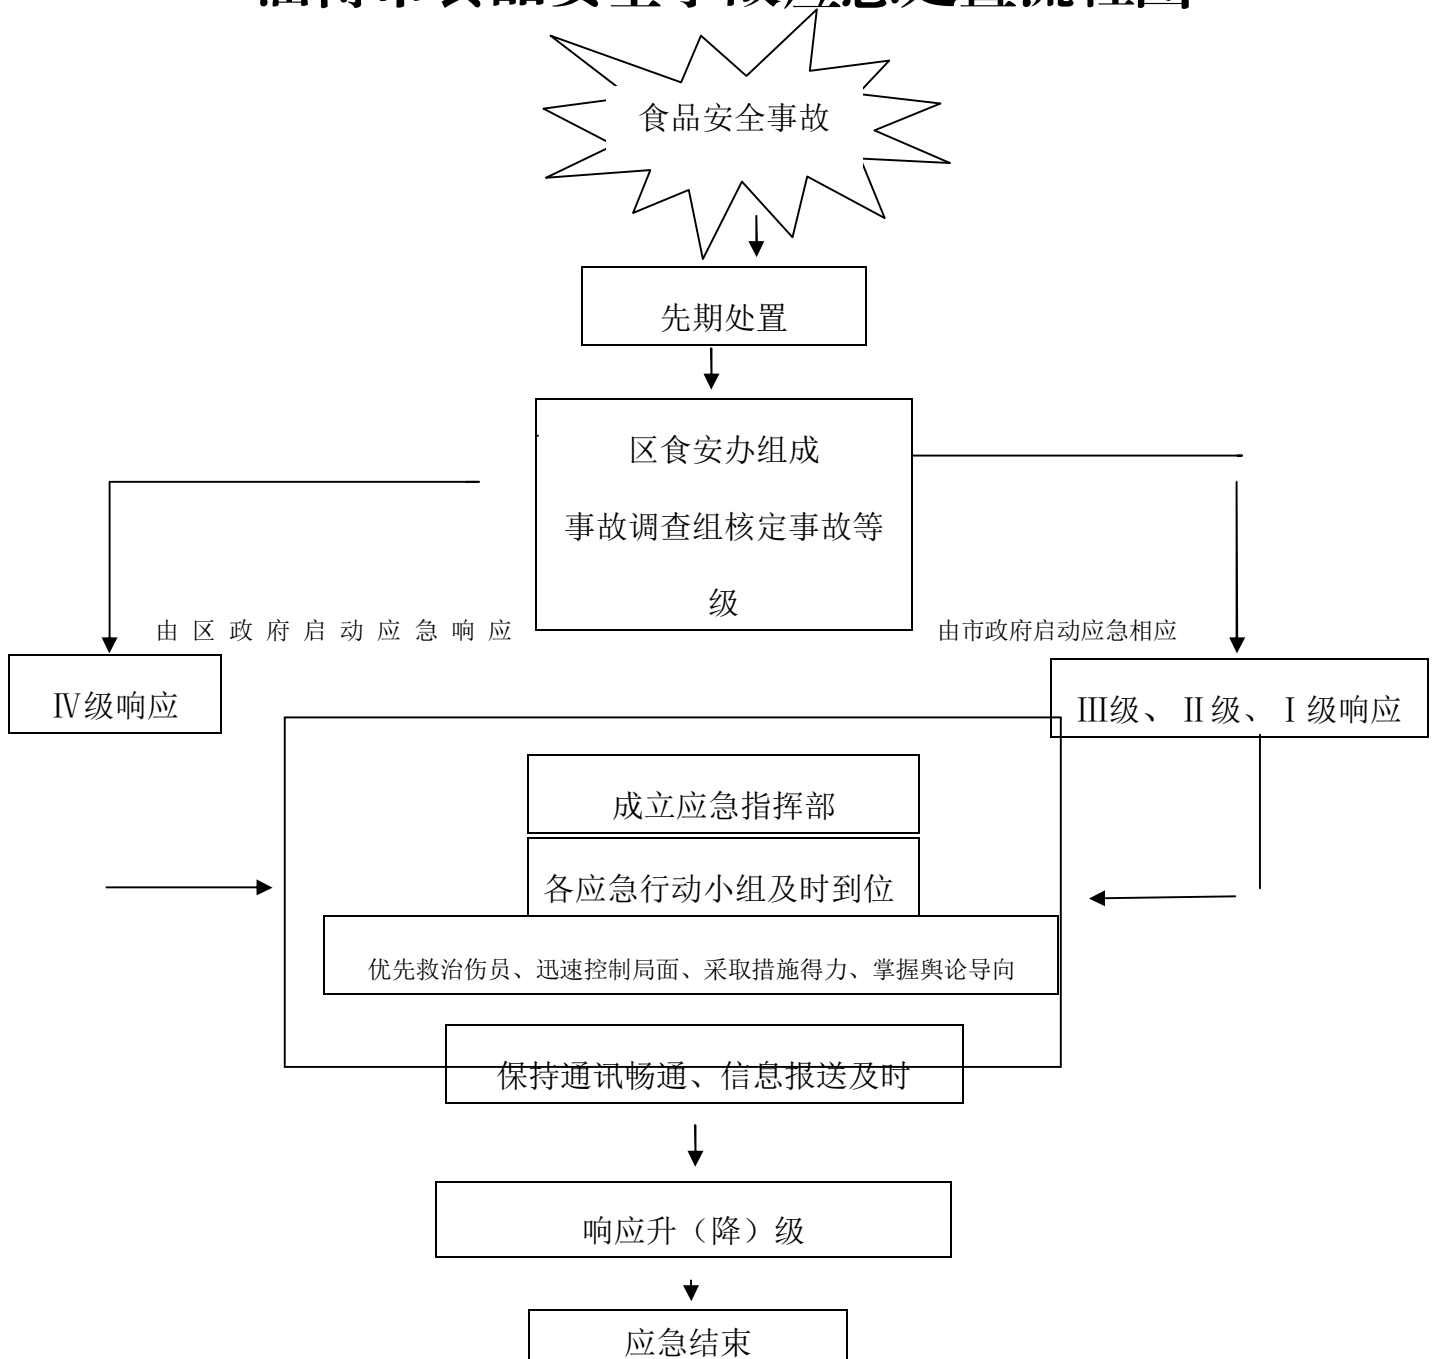 食品安全事故
先期处置
区食安办组成
事故调查组核定事故等
级
由区政府启动应急响应
由市政府启动应急相应
Ⅳ级响应
Ⅲ级、Ⅱ级、Ⅰ级响应
成立应急指挥部
各应急行动小组及时到位
优先救治伤员、迅速控制局面、采取措施得力、掌握舆论导向
保持通讯畅通、信息报送及时
响应升（降）级
应急结束